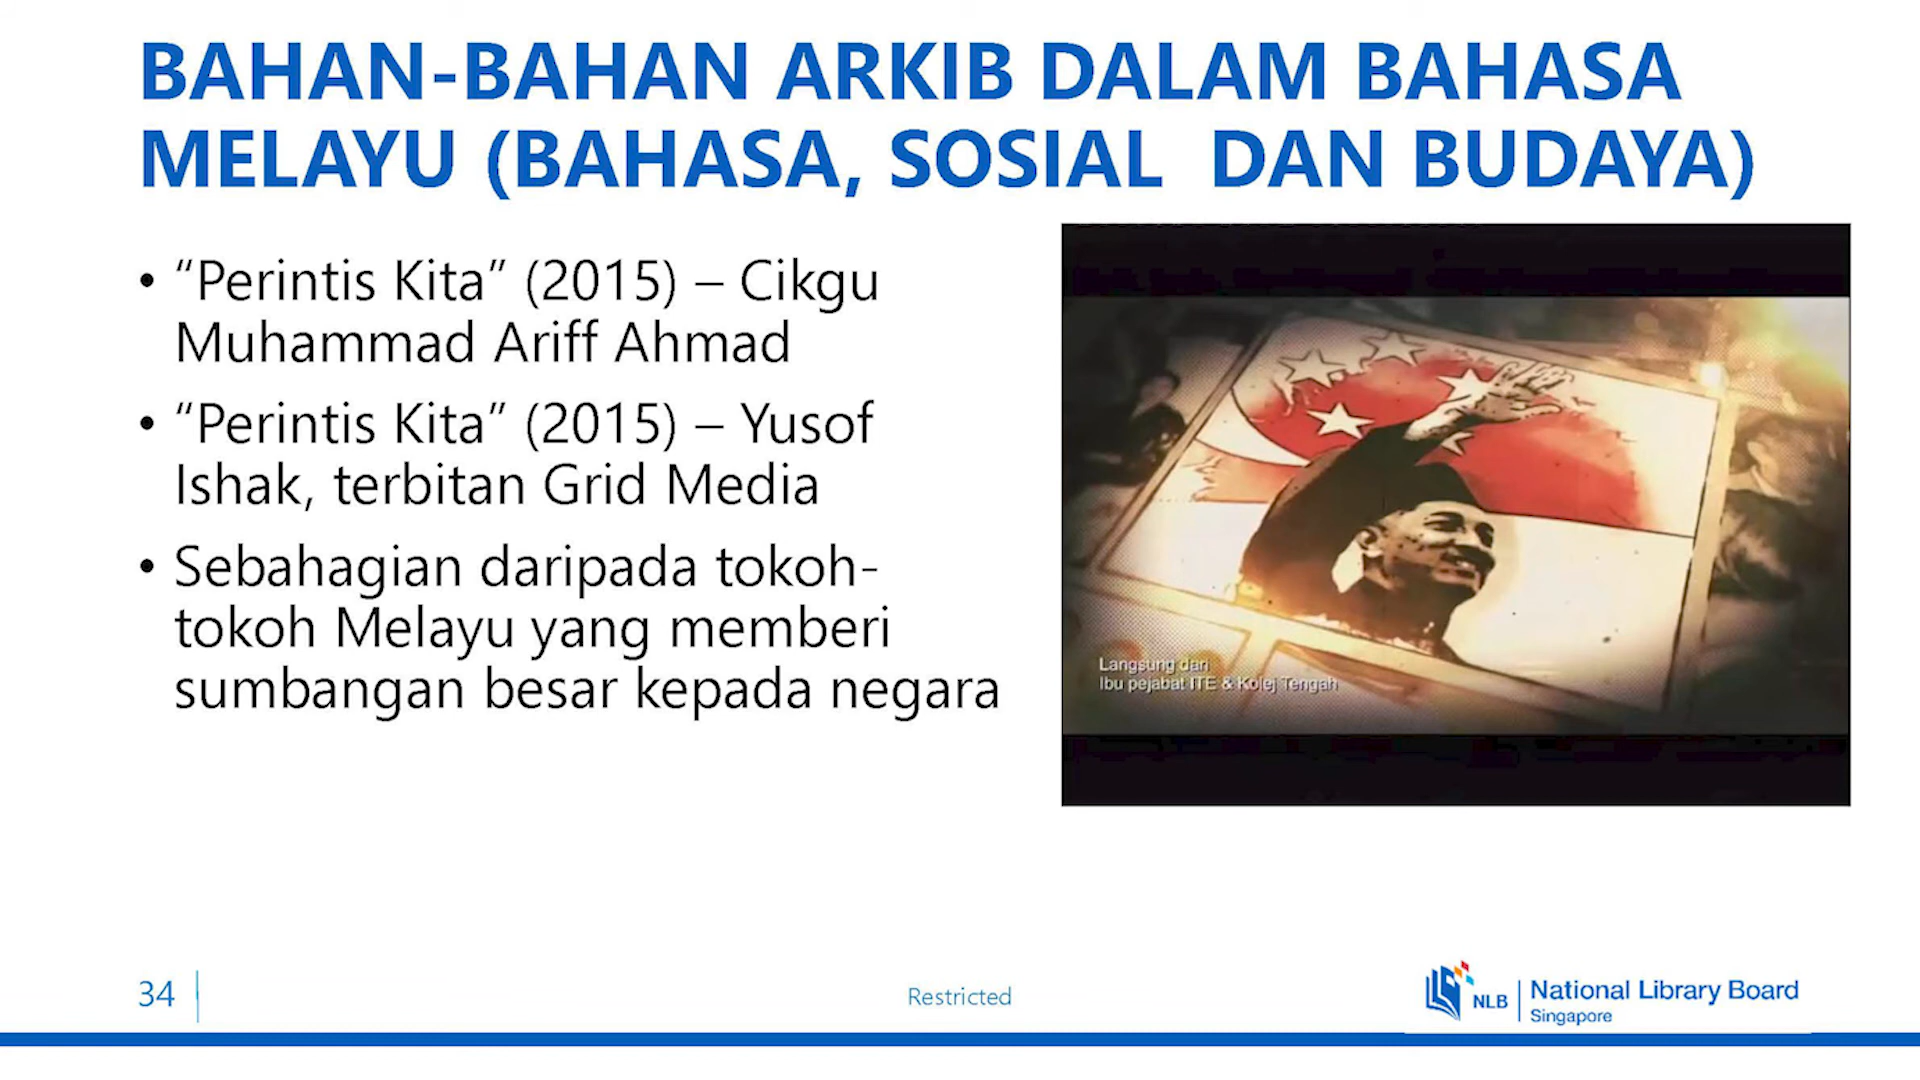 BAHAN-BAHAN ARKIB DALAM BAHASA
MELAYU (BAHASA, SOSIAL DAN BUDAYA)
• “Perintis Kita” (2015) – Cikgu
Muhammad Ariff Ahmad
• “Perintis Kita” (2015) – Yusof
Ishak, terbitan Grid Media
• Sebahagian daripada tokoh-
tokoh Melayu yang memberi
sumbangan besar kepada negara
Langsung dari
Ibu pejabat ITE & Kolej Tengah
34
Restricted
NLB
National Library Board
Singapore